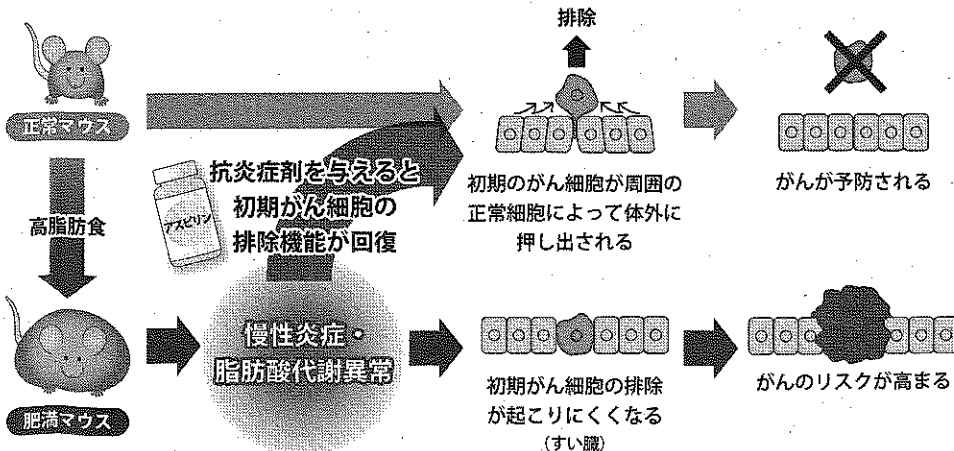 排除
正常マウス
抗炎症剤を与えると
初期がん細胞の
排除機能が回復
アスピリン
高脂肪食
初期のがん細胞が周囲の
正常細胞によって体外に
押し出される
がんが予防される
慢性炎症・
脂肪酸代謝異常
肥満マウス
初期がん細胞の排除
が起こりにくくなる
(すい臓)
がんのリスクが高まる